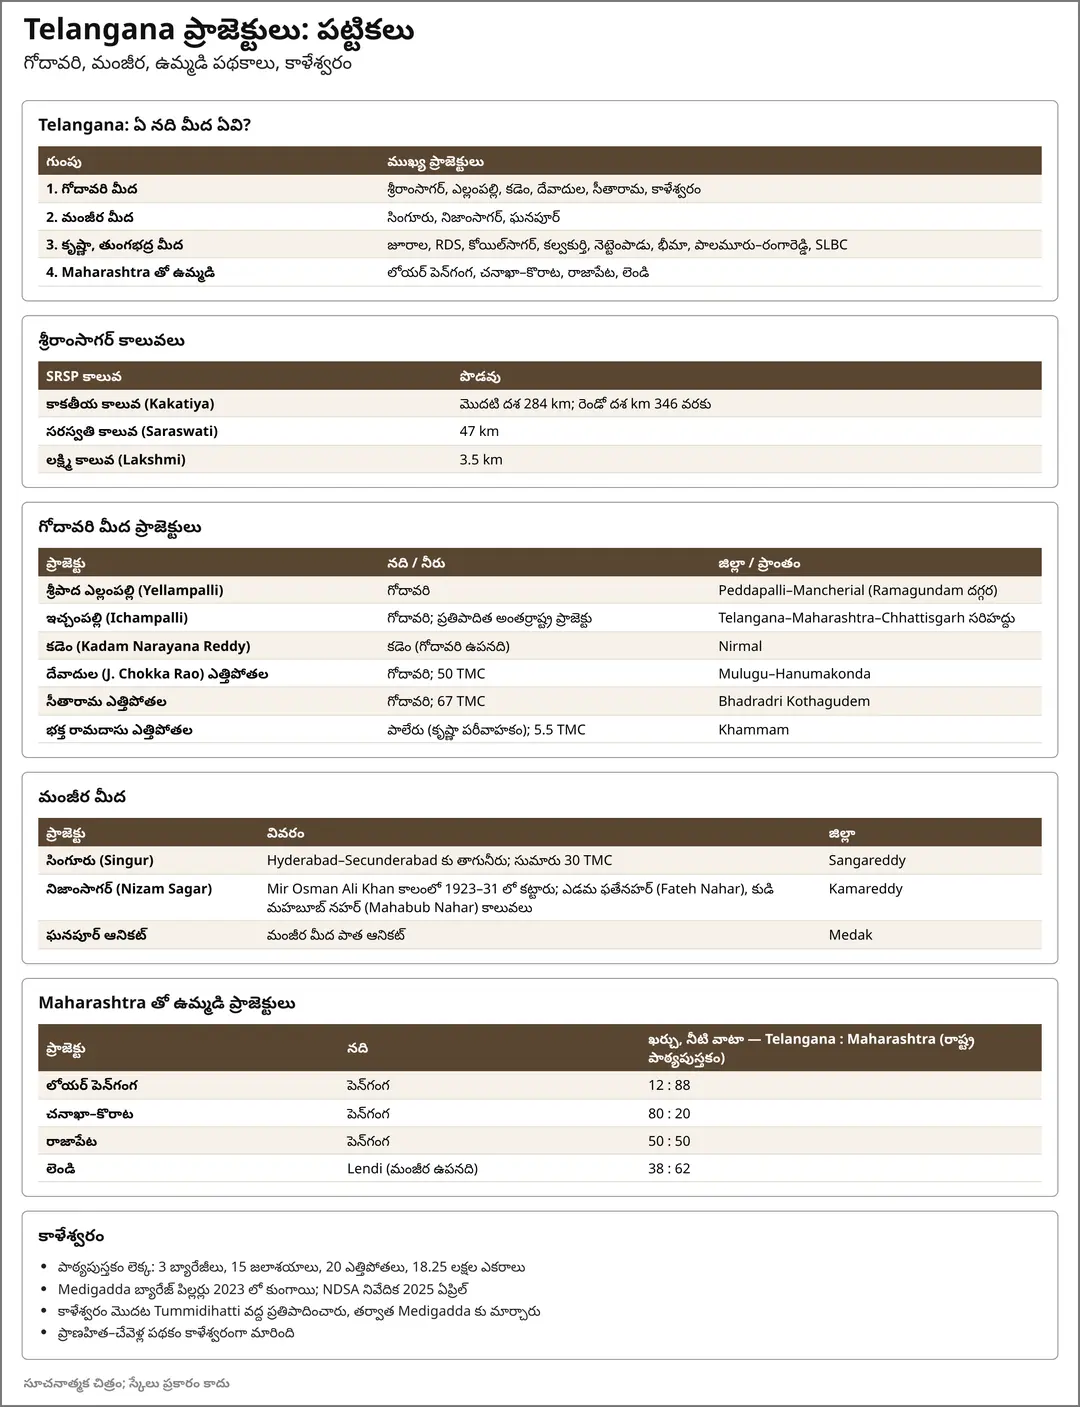 Telangana ప్రాజెక్టులు: పట్టికలు
గోదావరి, మంజీర, ఉమ్మడి పథకాలు, కాళేశ్వరం
Telangana: ఏ నది మీద ఏవి?
గుంపు ముఖ్య ప్రాజెక్టులు
1. గోదావరి మీద శ్రీరాంసాగర్, ఎల్లంపల్లి, కడెం, దేవాదుల, సీతారామ, కాళేశ్వరం
2. మంజీర మీద సింగూరు, నిజాంసాగర్, ఘనపూర్
3. కృష్ణా, తుంగభద్ర మీద జూరాల, RDS, కోయిల్‌సాగర్, కల్వకుర్తి, నెట్టెంపాడు, భీమా, పాలమూరు–రంగారెడ్డి, SLBC
4. Maharashtra తో ఉమ్మడి లోయర్ పెన్‌గంగ, చనాఖా–కొరాట, రాజాపేట, లెండి
శ్రీరాంసాగర్ కాలువలు
SRSP కాలువ పొడవు
కాకతీయ కాలువ (Kakatiya) మొదటి దశ 284 km; రెండో దశ km 346 వరకు
సరస్వతి కాలువ (Saraswati) 47 km
లక్ష్మి కాలువ (Lakshmi) 3.5 km
గోదావరి మీద ప్రాజెక్టులు
ప్రాజెక్టు నది / నీరు జిల్లా / ప్రాంతం
శ్రీపాద ఎల్లంపల్లి (Yellampalli) గోదావరి Peddapalli–Mancherial (Ramagundam దగ్గర)
ఇచ్చంపల్లి (Ichampalli) గోదావరి; ప్రతిపాదిత అంతర్రాష్ట్ర ప్రాజెక్టు Telangana–Maharashtra–Chhattisgarh సరిహద్దు
కడెం (Kadam Narayana Reddy) కడెం (గోదావరి ఉపనది) Nirmal
దేవాదుల (J. Chokka Rao) ఎత్తిపోతల గోదావరి; 50 TMC Mulugu–Hanumakonda
సీతారామ ఎత్తిపోతల గోదావరి; 67 TMC Bhadradri Kothagudem
భక్త రామదాసు ఎత్తిపోతల పాలేరు (కృష్ణా పరీవాహకం); 5.5 TMC Khammam
మంజీర మీద
ప్రాజెక్టు వివరం జిల్లా
సింగూరు (Singur) Hyderabad–Secunderabad కు తాగునీరు; సుమారు 30 TMC Sangareddy
నిజాంసాగర్ (Nizam Sagar) Mir Osman Ali Khan కాలంలో 1923–31 లో కట్టారు; ఎడమ ఫతేనహర్ (Fateh Nahar), కుడి Kamareddy
మహబూబ్ నహర్ (Mahabub Nahar) కాలువలు
ఘనపూర్ ఆనికట్ మంజీర మీద పాత ఆనికట్ Medak
Maharashtra తో ఉమ్మడి ప్రాజెక్టులు
ప్రాజెక్టు నది ఖర్చు, నీటి వాటా — Telangana : Maharashtra (రాష్ట్ర
పాఠ్యపుస్తకం)
లోయర్ పెన్‌గంగ పెన్‌గంగ 12 : 88
చనాఖా–కొరాట పెన్‌గంగ 80 : 20
రాజాపేట పెన్‌గంగ 50 : 50
లెండి Lendi (మంజీర ఉపనది) 38 : 62
కాళేశ్వరం
• పాఠ్యపుస్తకం లెక్క: 3 బ్యారేజీలు, 15 జలాశయాలు, 20 ఎత్తిపోతలు, 18.25 లక్షల ఎకరాలు
• Medigadda బ్యారేజ్ పిల్లర్లు 2023 లో కుంగాయి; NDSA నివేదిక 2025 ఏప్రిల్
• కాళేశ్వరం మొదట Tummidihatti వద్ద ప్రతిపాదించారు, తర్వాత Medigadda కు మార్చారు
• ప్రాణహిత–చేవెళ్ల పథకం కాళేశ్వరంగా మారింది
సూచనాత్మక చిత్రం; స్కేలు ప్రకారం కాదు